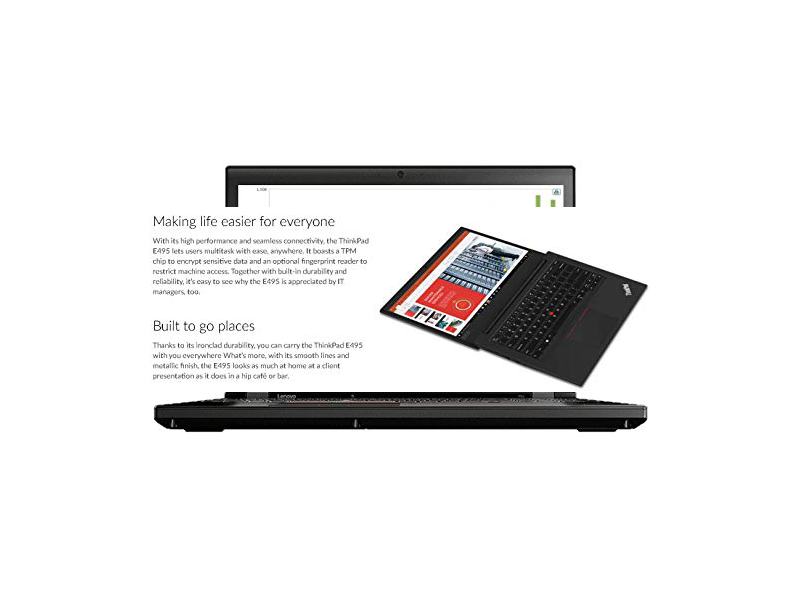 1,108
Making life easier for everyone
With its high performance and seamless connectivity, the ThinkPad
E495 lets users multitask with ease, anywhere. It boasts a TPM
chip to encrypt sensitive data and an optional fingerprint reader to
restrict machine access. Together with built-in durability and
reliability, it's easy to see why the E495 is appreciated by IT
managers, too.
ThinkPad
Built to go places
Thanks to its ironclad durability, you can carry the ThinkPad E495
with you everywhere What's more, with its smooth lines and
metallic finish, the E495 looks as much at home at a client
presentation as it does in a hip café or bar.
Lenovo